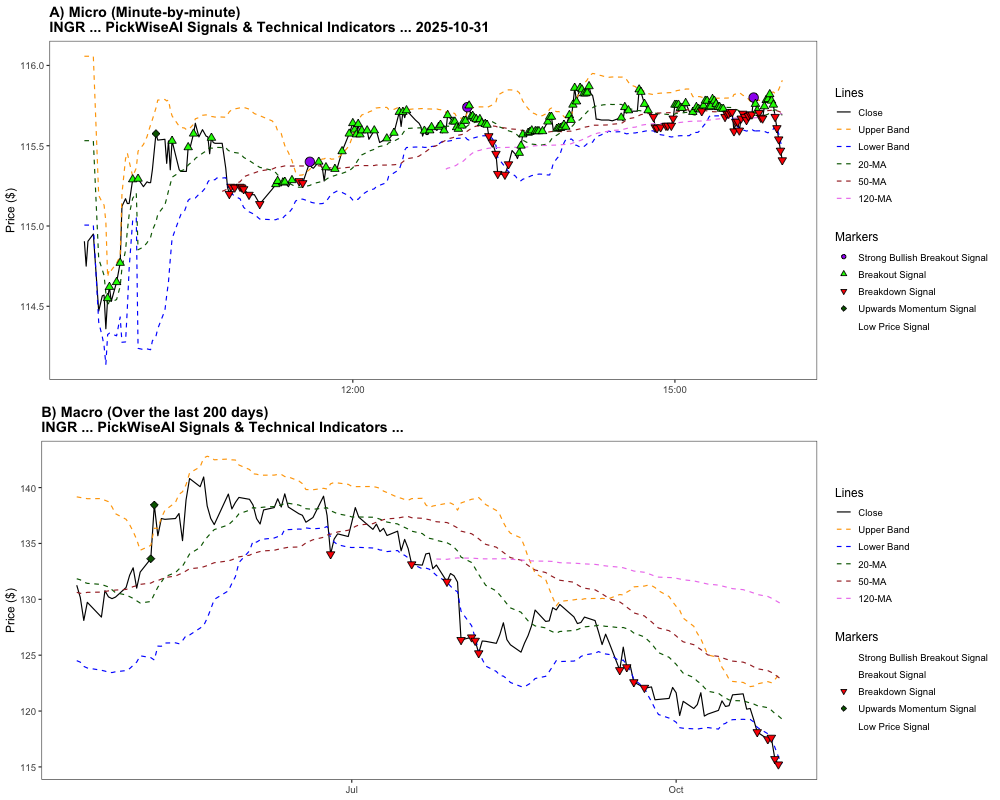 A) Micro (Minute-by-minute)
INGR ... PickWiseAI Signals & Technical Indicators ... 2025-10-31
Price ($)
116.0
115.5
115.0
114.5
12:00
15:00
Lines
Close
Upper Band
Lower Band
20-MA
50-MA
120-MA
Markers
Strong Bullish Breakout Signal
Breakout Signal
Breakdown Signal
Upwards Momentum Signal
Low Price Signal
B) Macro (Over the last 200 days)
INGR ... PickWiseAI Signals & Technical Indicators ...
Price ($)
140
135
130
125
120
115
Jul
Oct
Lines
Close
Upper Band
Lower Band
20-MA
50-MA
120-MA
Markers
Strong Bullish Breakout Signal
Breakout Signal
Breakdown Signal
Upwards Momentum Signal
Low Price Signal